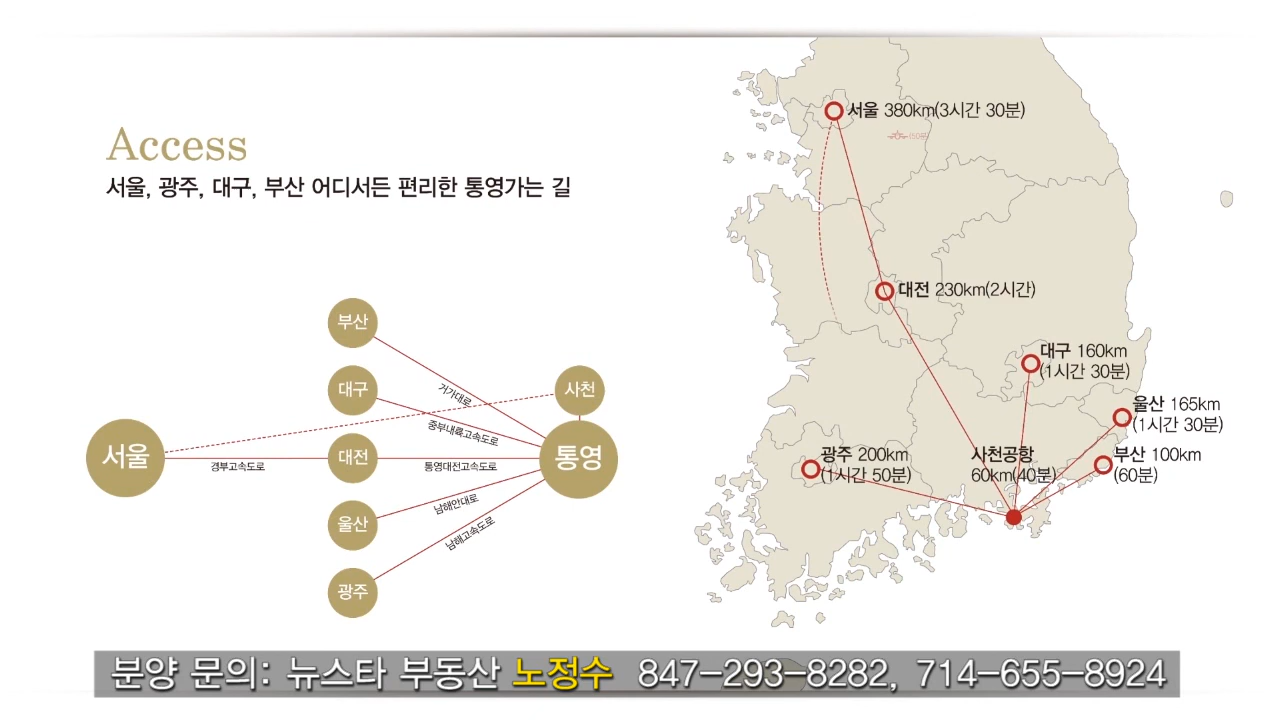 Access
서울, 광주, 대구, 부산 어디서든 편리한 통영가는 길
부산
대구
서울
대전
울산
광주
사천
통영
거가대로
중부내륙고속도로
경부고속도로
통영대전고속도로
남해안대로
남해고속도로
서울 380km(3시간 30분)
대전 230km(2시간)
대구 160km
(1시간 30분)
울산 165km
(1시간 30분)
광주 200km
(1시간 50분)
사천공항
60km(40분)
부산 100km
(60분)
분양 문의: 뉴스타 부동산 노정수 847-293-8282, 714-655-8924